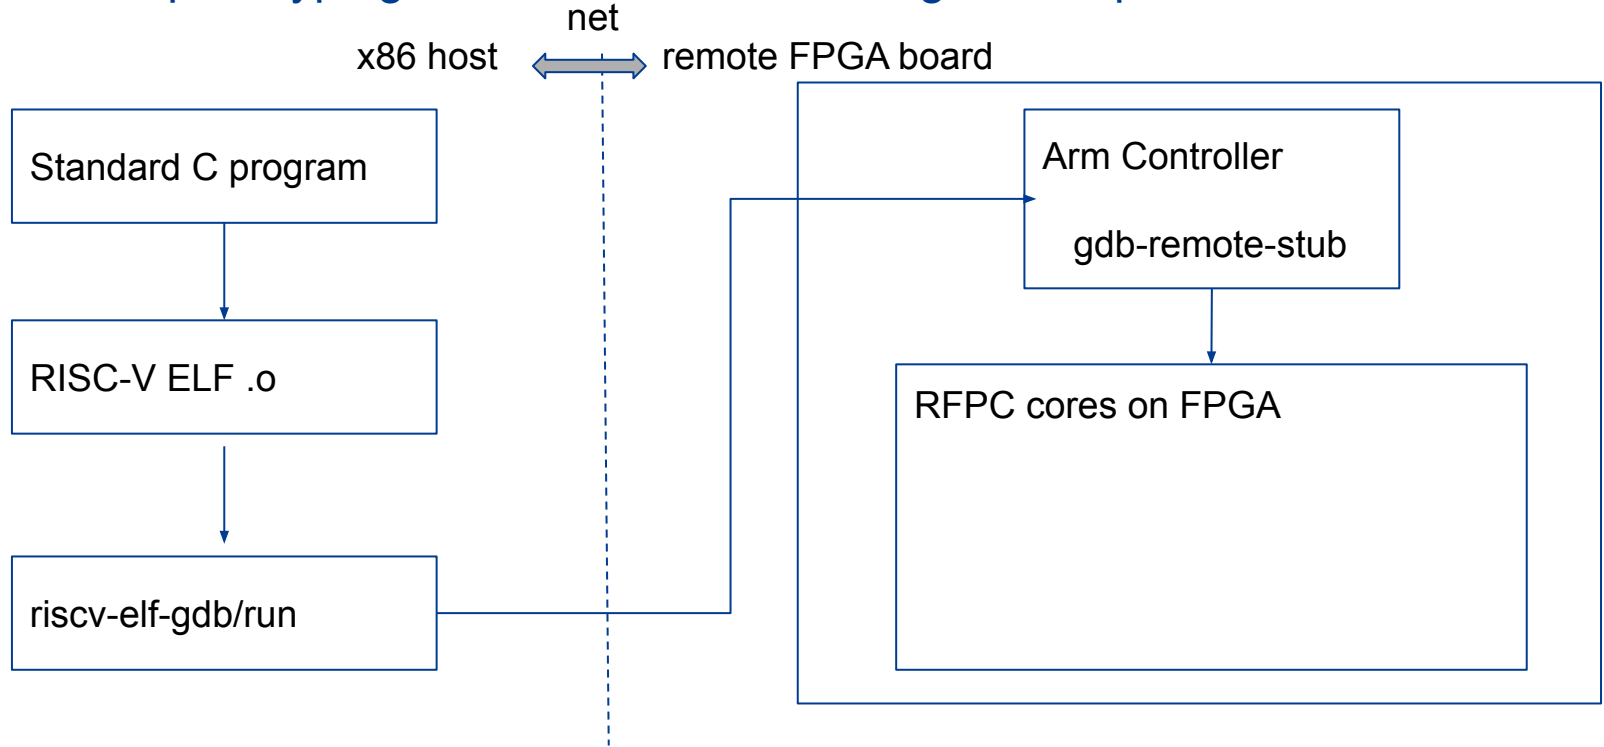 net
x86 host
remote FPGA board
Standard C program
Arm Controller
gdb-remote-stub
RISC-V ELF .o
RFPC cores on FPGA
riscv-elf-gdb/run